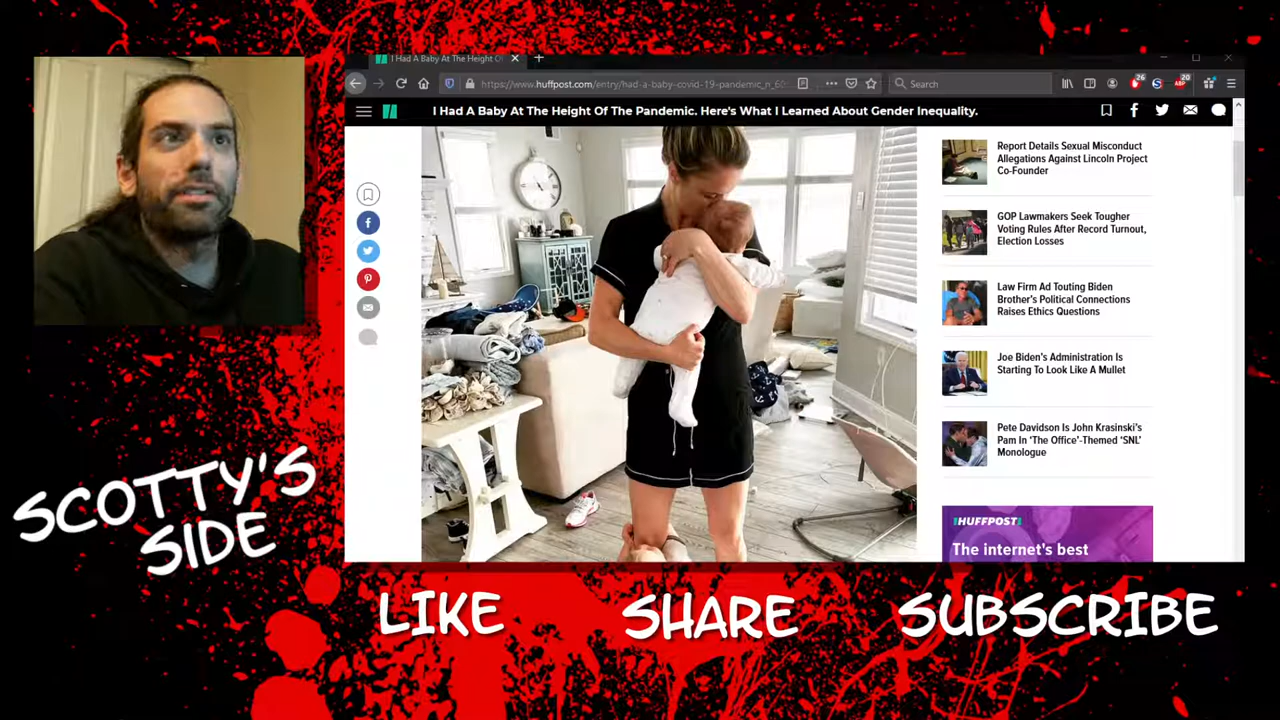 I Had A Baby At The Height Of
https://www.huffpost.com/entry/had-a-baby-covid-19-pandemic_n_60
Search
26
20
I Had A Baby At The Height Of The Pandemic. Here's What I Learned About Gender Inequality.
Report Details Sexual Misconduct
Allegations Against Lincoln Project
Co-Founder
GOP Lawmakers Seek Tougher
Voting Rules After Record Turnout,
Election Losses
Law Firm Ad Touting Biden
Brother's Political Connections
Raises Ethics Questions
Joe Biden's Administration Is
Starting To Look Like A Mullet
Pete Davidson Is John Krasinski's
Pam In 'The Office'-Themed 'SNL'
Monologue
HUFFPOST
The internet's best
SCOTTY'S
SIDE
LIKE
SHARE
SUBSCRIBE